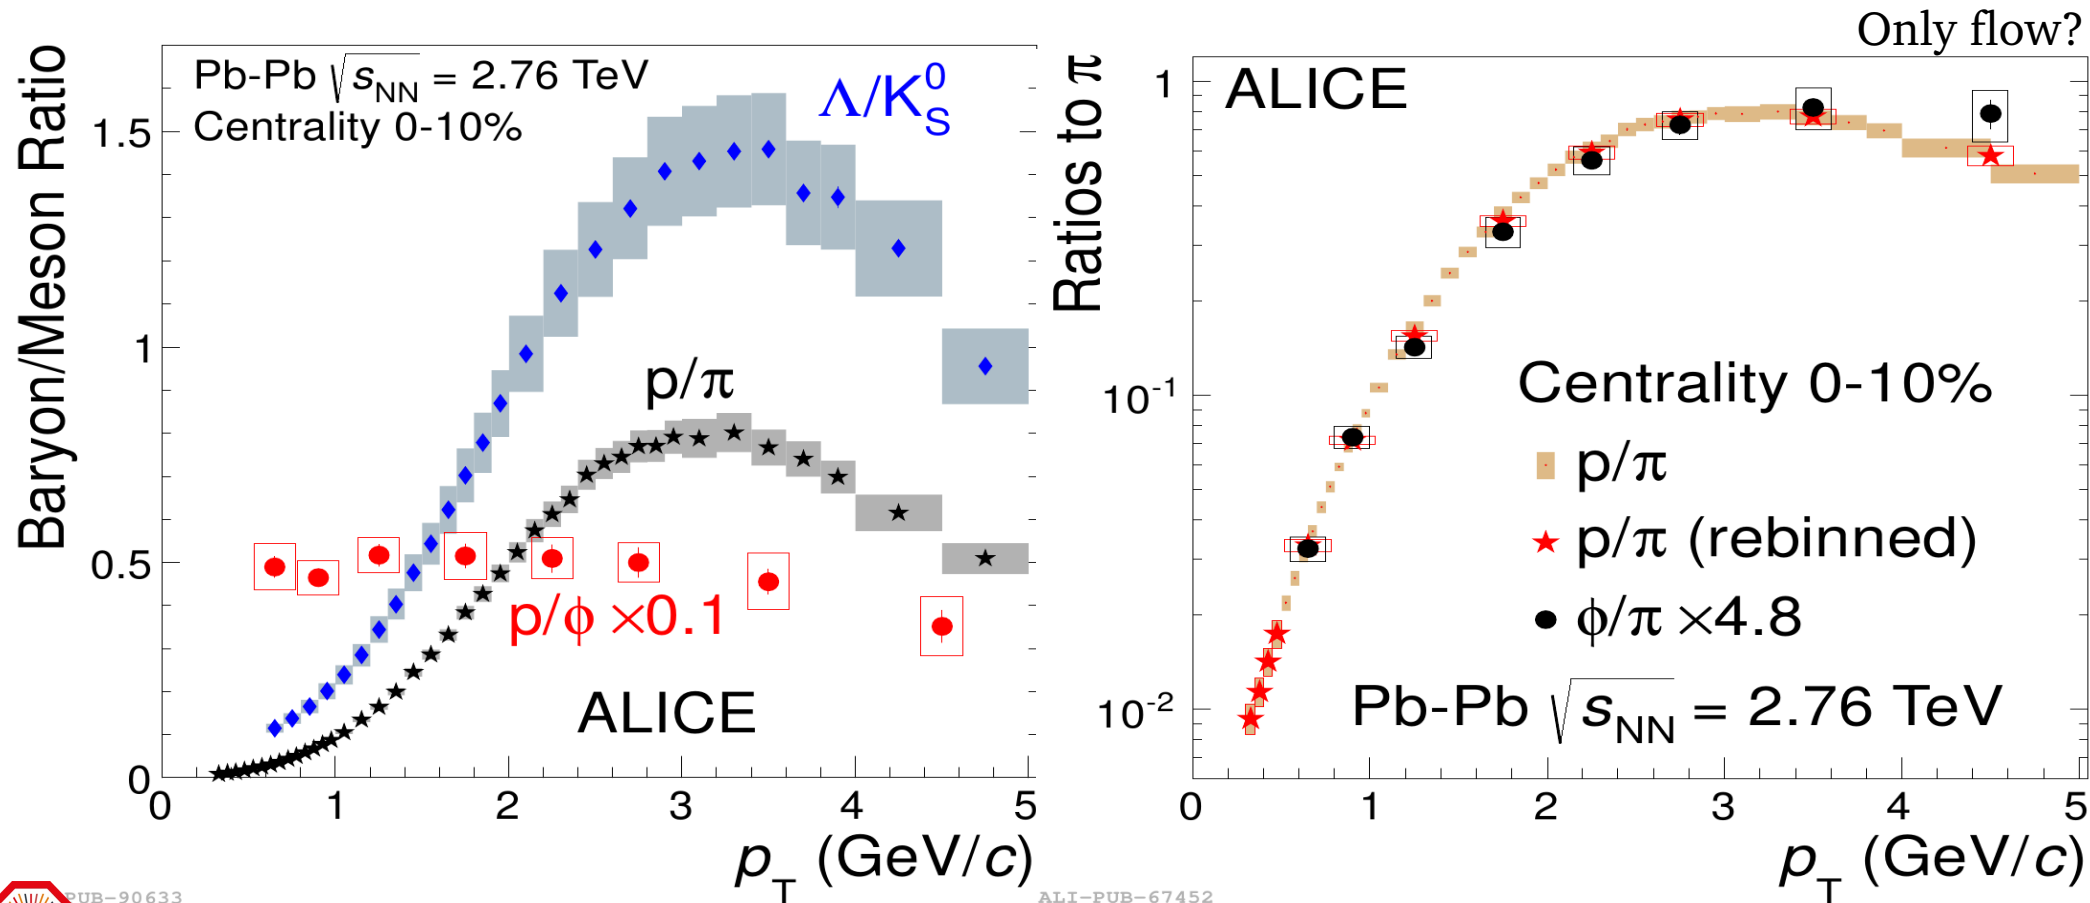 Only flow?
Baryon/Meson Ratio
Pb-Pb √sNN = 2.76 TeV
Centrality 0-10%
Λ/K0S
p/π
p/ϕ ×0.1
ALICE
1.5
1
0.5
0
0 1 2 3 4 5
pT (GeV/c)
PUB-90633
Ratios to π
ALICE
1
10-1
10-2
Centrality 0-10%
p/π
p/π (rebinned)
ϕ/π ×4.8
Pb-Pb √sNN = 2.76 TeV
0 1 2 3 4 5
pT (GeV/c)
ALI-PUB-67452